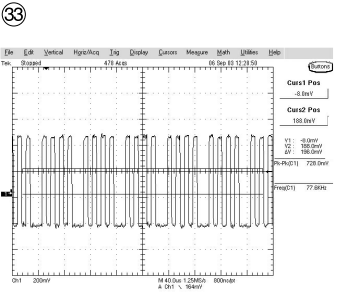 33
File Edit Vertical Horiz/Acq Trig Display Cursors Measure Math Utilities Help
Tek Stopped 470 Acqs 06 Sep 03 12:28:50
Buttons
Curs1 Pos
-8.0mV
Curs2 Pos
188.0mV
V1: -8.0mV
V2: 188.0mV
ΔV: 196.0mV
Pk-Pk(C1) 728.0mV
Freq(C1) 77.6KHz
Ch1 200mV M 40.0us 1.25MS/s 800ns/pt
A Ch1 164mV